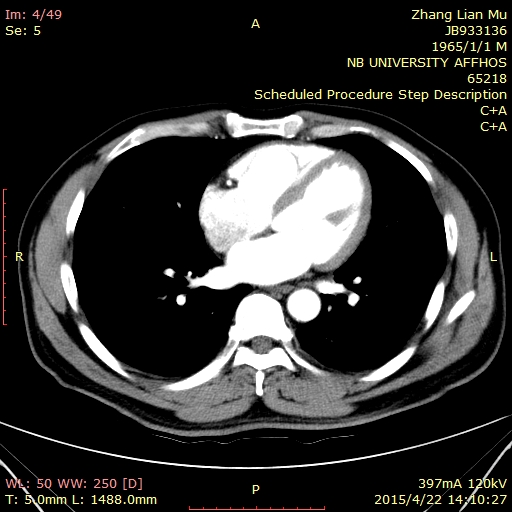 Im: 4/49
Se: 5
A
Zhang Lian Mu
JB933136
1965/1/1 M
NB UNIVERSITY AFFHOS
65218
Scheduled Procedure Step Description
C+A
C+A
R
L
WL: 50 WW: 250 [D]
T: 5.0mm L: 1488.0mm
P
397mA 120kV
2015/4/22 14:10:27